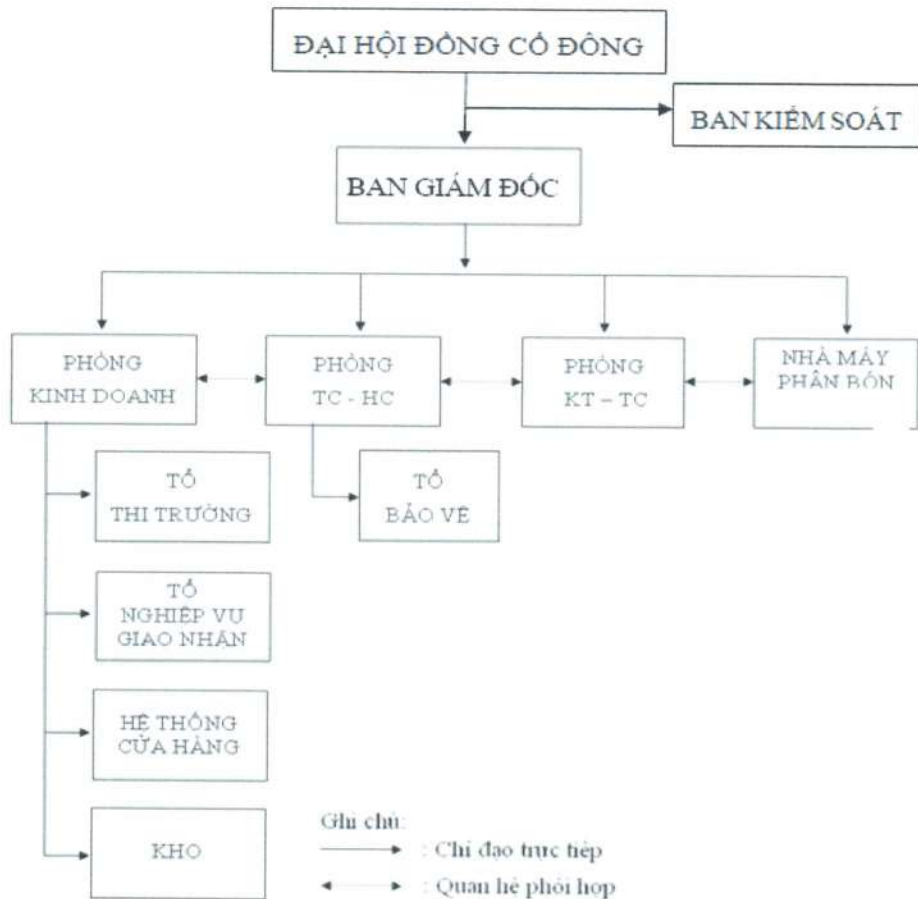 ĐẠI HỘI ĐỒNG CỔ ĐÔNG
BAN KIỂM SOÁT
BAN GIÁM ĐỐC
PHÒNG
KINH DOANH
PHÒNG
TC - HC
PHÒNG
KT – TC
NHÀ MÁY
PHÂN BÓN
TỔ
THỊ TRƯỜNG
TỔ
BẢO VỆ
TỔ
NGHIỆP VỤ
GIAO NHẬN
HỆ THỐNG
CỬA HÀNG
KHO
Ghi chú:
: Chỉ đạo trực tiếp
: Quan hệ phối hợp